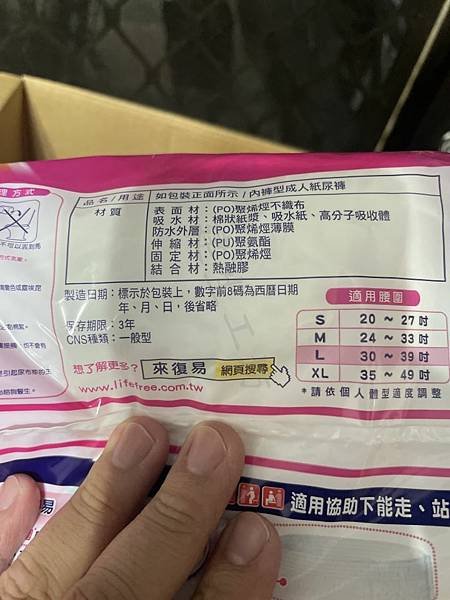 理方式
品名/用途 如包裝正面所示/內褲型成人紙尿褲
材質 表面材：(PO)聚烯烴不織布
吸水材：棉狀紙漿、吸水紙、高分子吸收體
防水外層：(PO)聚烯烴薄膜
伸縮材：(PU)聚氨酯
固定材：(PO)聚烯烴
結合材：熱融膠
製造日期：標示於包裝上，數字前8碼為西曆日期
年、月、日，後省略
保存期限：3年
CNS種類：一般型
適用腰圍
S 20 ~ 27吋
M 24 ~ 33吋
L 30 ~ 39吋
XL 35 ~ 49吋
*請依個人體型適度調整
想了解更多? 來復易 網頁搜尋
www.lifree.com.tw
易
適用協助下能走、站